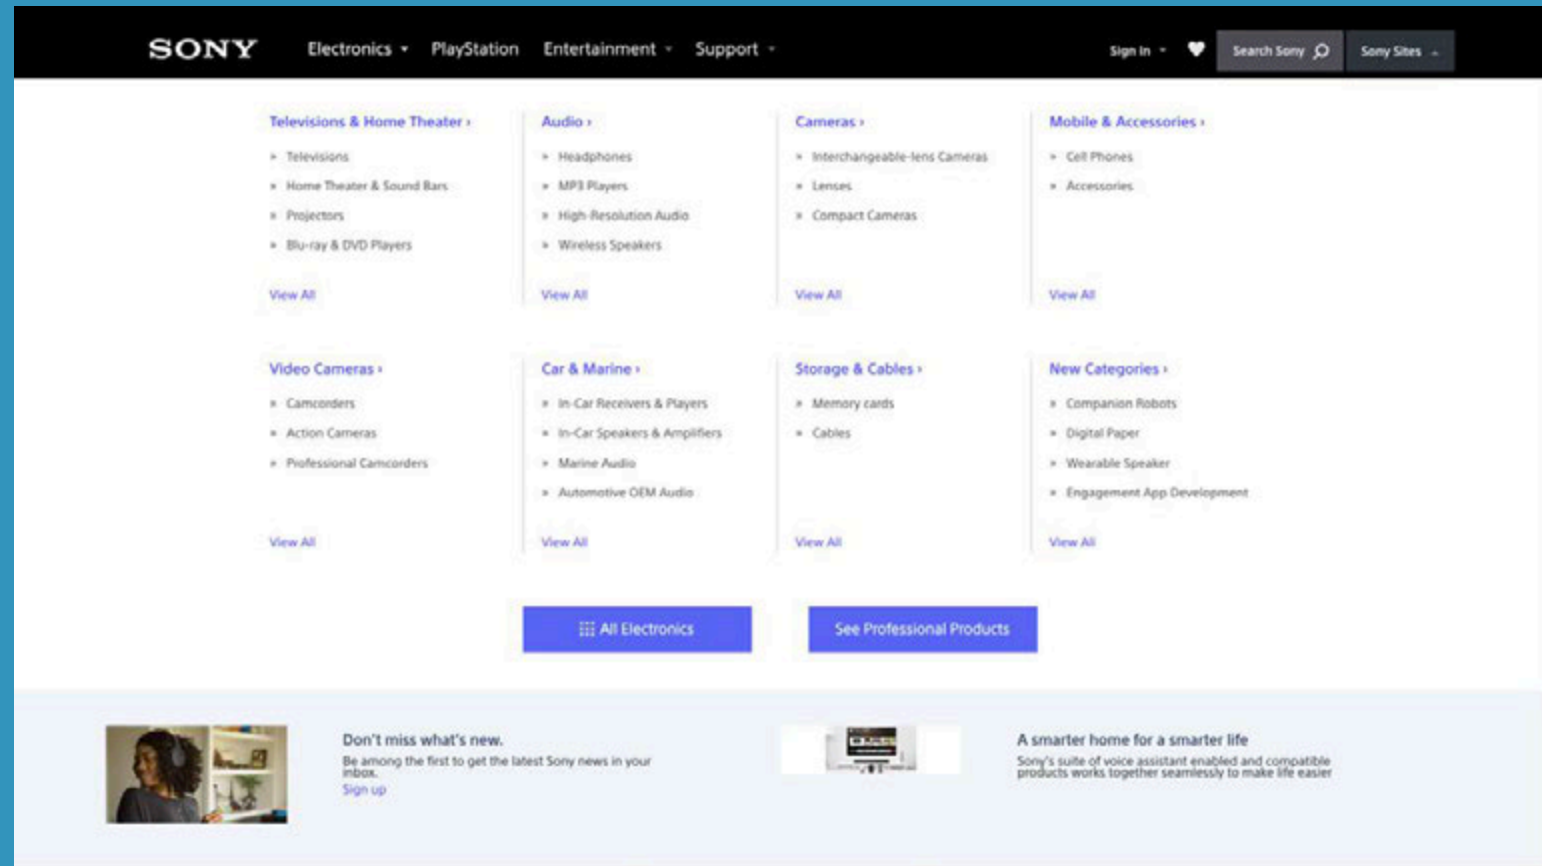 SONY Electronics PlayStation Entertainment Support Sign In Search Sony Sony Sites
Televisions & Home Theater ›
» Televisions
» Home Theater & Sound Bars
» Projectors
» Blu-ray & DVD Players
View All
Audio ›
» Headphones
» MP3 Players
» High-Resolution Audio
» Wireless Speakers
View All
Cameras ›
» Interchangeable-lens Cameras
» Lenses
» Compact Cameras
View All
Mobile & Accessories ›
» Cell Phones
» Accessories
View All
Video Cameras ›
» Camcorders
» Action Cameras
» Professional Camcorders
View All
Car & Marine ›
» In-Car Receivers & Players
» In-Car Speakers & Amplifiers
» Marine Audio
» Automotive OEM Audio
View All
Storage & Cables ›
» Memory cards
» Cables
View All
New Categories ›
» Companion Robots
» Digital Paper
» Wearable Speaker
» Engagement App Development
View All
All Electronics
See Professional Products
Don't miss what's new.
Be among the first to get the latest Sony news in your
inbox.
Sign up
A smarter home for a smarter life
Sony's suite of voice assistant enabled and compatible
products works together seamlessly to make life easier